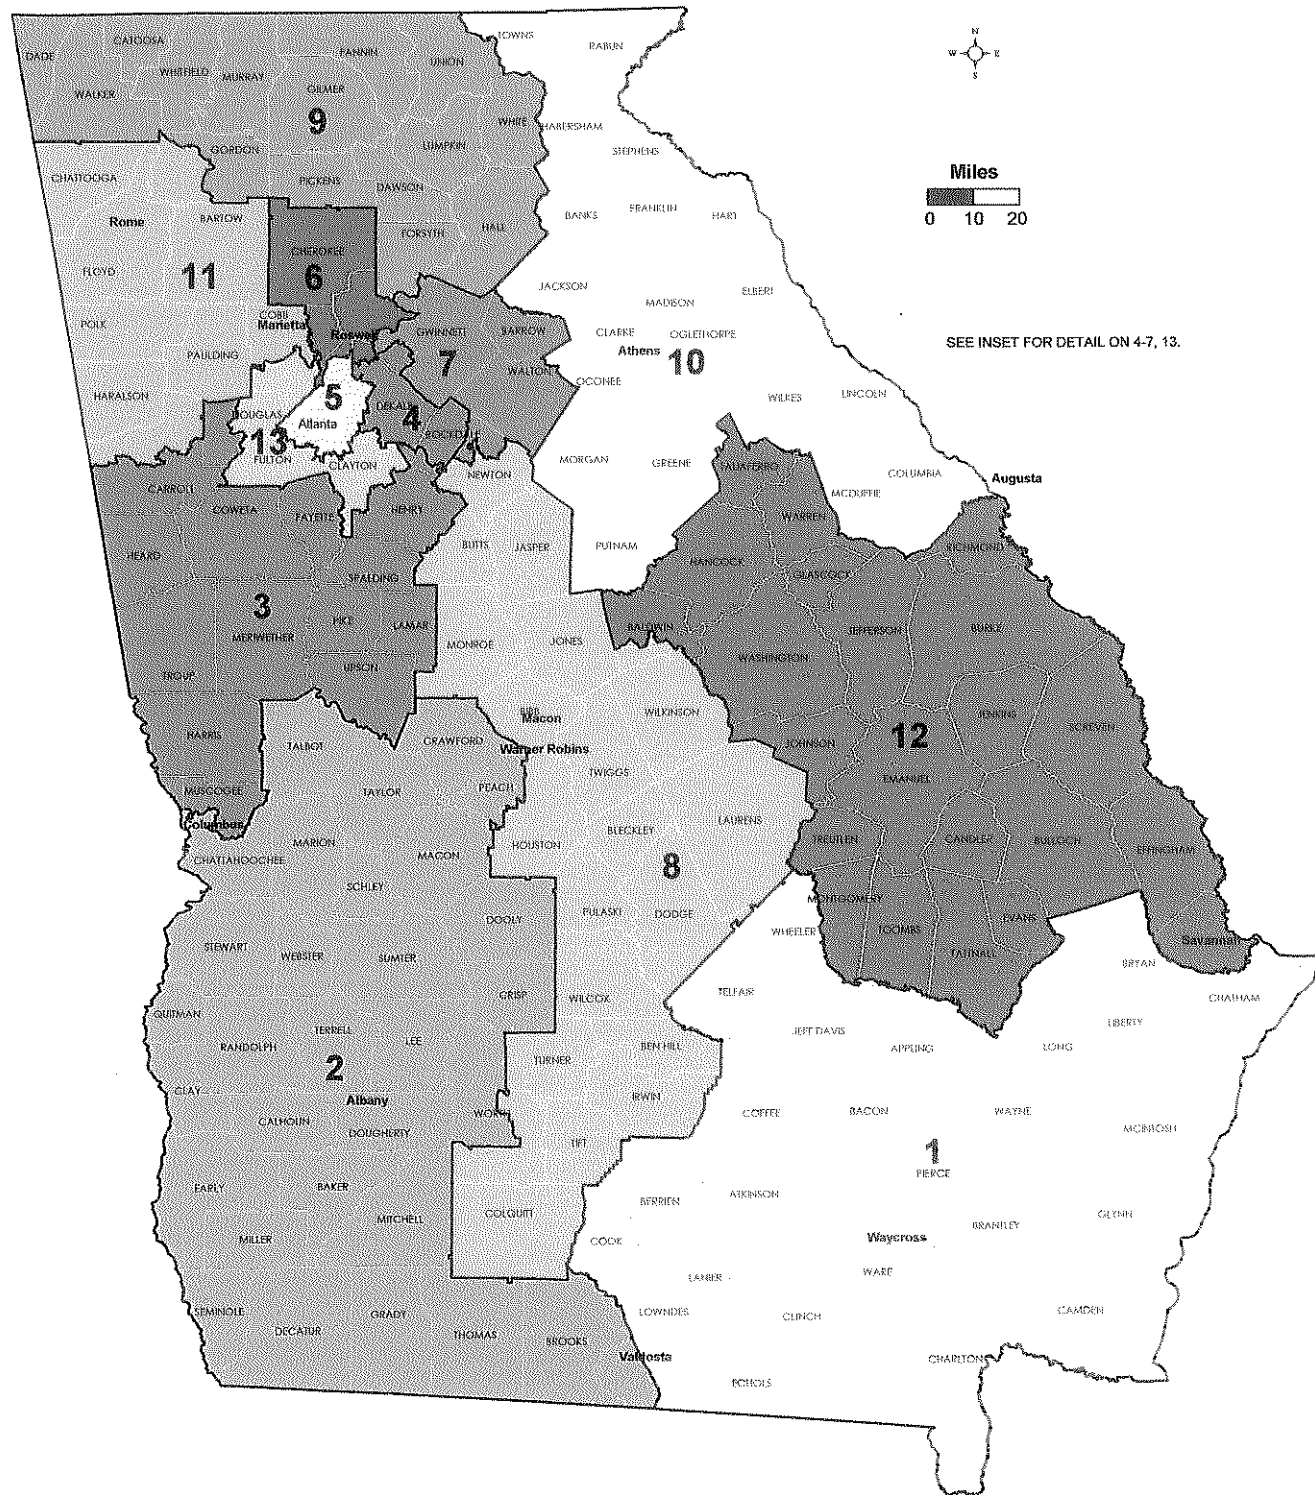 N
W E
S
Miles
0 10 20
SEE INSET FOR DETAIL ON 4-7, 13.
TOWNS
RABUN
DADE
CATOOSA
FANNIN
UNION
WHITFIELD
MURRAY
WALKER
GILMER
9
WHITE
HABERSHAM
LUMPKIN
GORDON
STEPHENS
CHATTOOGA
PICKENS
DAWSON
BANKS
FRANKLIN
HART
Rome
BARTOW
FORSYTH
HALL
CHEROKEE
6
FLOYD
11
JACKSON
MADISON
ELBERT
COBB
Marietta
POLK
Roswell
GWINNETT
BARROW
CLARKE
OGLETHORPE
Athens
10
PAULDING
7
WALTON
OCONEE
HARALSON
5
DEKALB
4
WILKES
LINCOLN
DOUGLAS
Atlanta
13
ROCKDALE
FULTON
CLAYTON
MORGAN
GREENE
TALIAFERRO
COLUMBIA
Augusta
NEWTON
CARROLL
MCDUFFIE
COWETA
FAYETTE
HENRY
WARREN
HEARD
BUTTS
JASPER
PUTNAM
HANCOCK
RICHMOND
SPALDING
GLASCOCK
3
MERIWETHER
PIKE
LAMAR
MONROE
JONES
BALDWIN
JEFFERSON
BURKE
TROUP
UPSON
WASHINGTON
BIBB
Macon
WILKINSON
HARRIS
TALBOT
CRAWFORD
Warner Robins
JENKINS
SCREVEN
JOHNSON
12
TWIGGS
EMANUEL
MUSCOGEE
TAYLOR
PEACH
Columbus
LAURENS
BLECKLEY
MARION
HOUSTON
TREUTLEN
CANDLER
BULLOCH
EFFINGHAM
CHATTAHOOCHEE
MACON
8
SCHLEY
DOOLY
PULASKI
DODGE
MONTGOMERY
EVANS
STEWART
WEBSTER
SUMTER
WHEELER
TOOMBS
TATTNALL
Savannah
BRYAN
CRISP
WILCOX
TELFAIR
CHATHAM
QUITMAN
TERRELL
LEE
JEFF DAVIS
LIBERTY
RANDOLPH
TURNER
BEN HILL
APPLING
LONG
2
CLAY
Albany
WORTH
IRWIN
COFFEE
BACON
WAYNE
CALHOUN
DOUGHERTY
TIFT
MCINTOSH
1
PIERCE
EARLY
BAKER
BERRIEN
ATKINSON
MITCHELL
COLQUITT
BRANTLEY
GLYNN
MILLER
COOK
Waycross
LANIER
WARE
SEMINOLE
GRADY
LOWNDES
CLINCH
CAMDEN
DECATUR
THOMAS
BROOKS
Valdosta
CHARLTON
ECHOLS